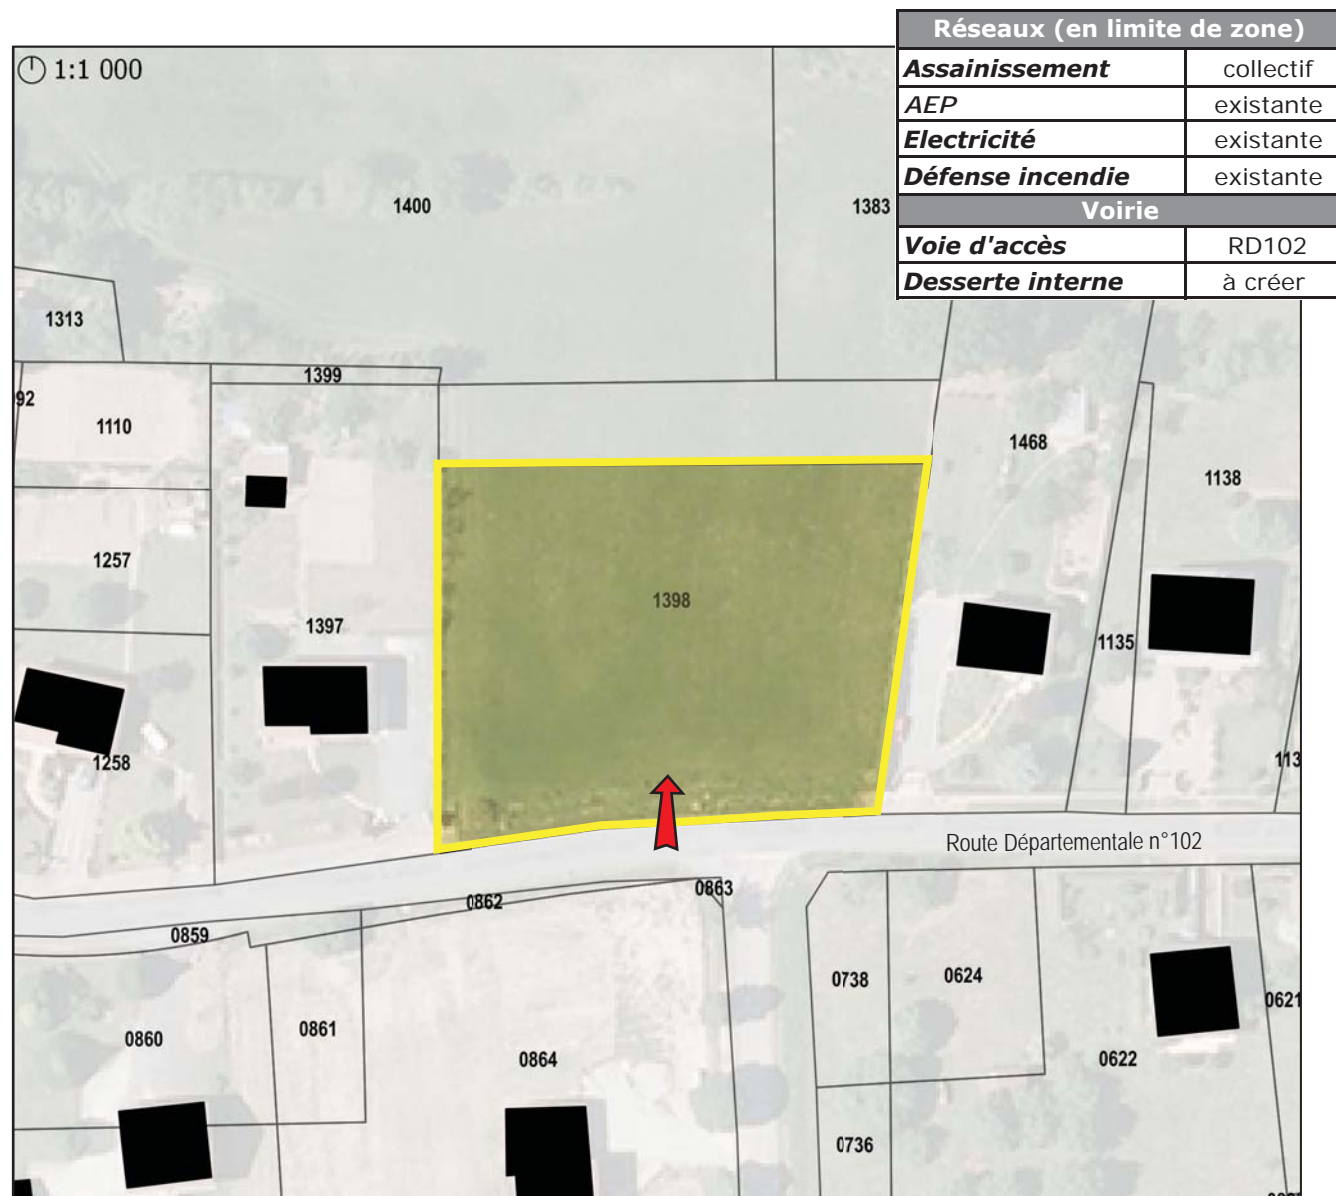 Réseaux (en limite de zone)
Assainissement collectif
AEP existante
Electricité existante
Défense incendie existante
Voirie
Voie d'accès RD102
Desserte interne à créer
1:1 000
1400
1383
1313
1399
92
1110
1468
1138
1257
1398
1397
1135
1258
113
Route Départementale n°102
0863
0862
0859
0738
0624
0621
0861
0860
0864
0622
0736